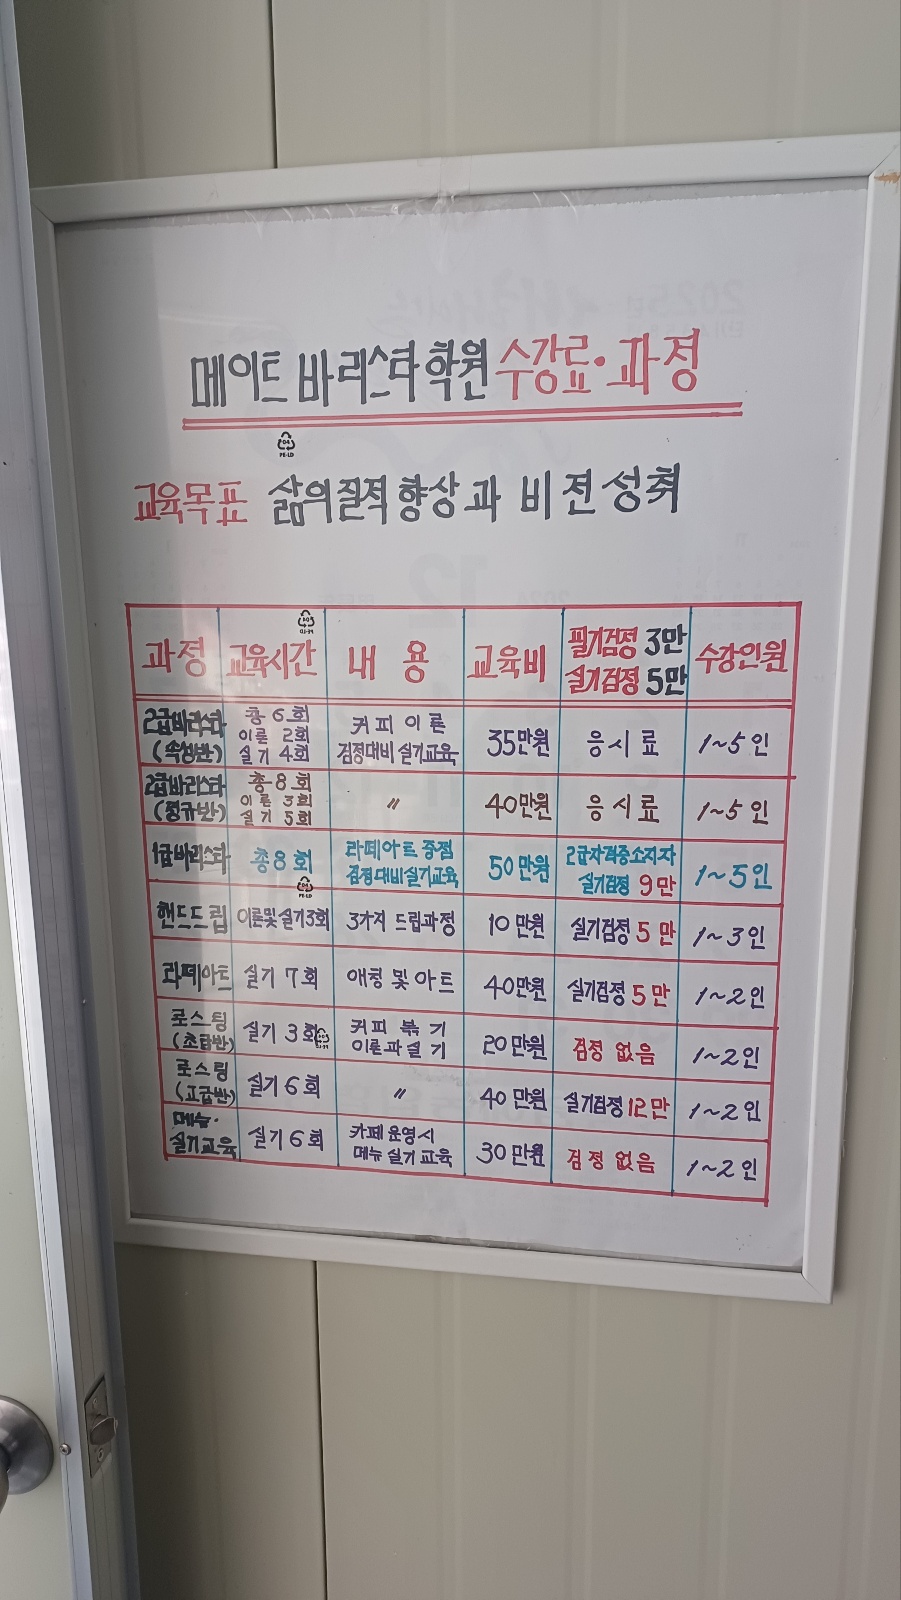 메이트 바리스타 학원 수강료·과정
교육목표 삶의 질적 향상과 비전성취
과정 교육시간 내용 교육비 필기검정 3만 실기검정 5만 수강인원
2급바리스타 (속성반) 총 6회 이론 2회 실기 4회 커피이론 검정대비 실기교육 35만원 응시료 1~5인
2급바리스타 (정규반) 총 8회 이론 3회 실기 5회 〃 40만원 응시료 1~5인
1급바리스타 총 8회 라떼아트 중점 검정대비실기교육 50만원 2급자격증소지자 실기검정 9만 1~5인
핸드드립 이론및 실기3회 3가지 드립과정 10만원 실기검정 5만 1~3인
라떼아트 실기 7회 애칭 및 아트 40만원 실기검정 5만 1~2인
로스팅 (초급반) 실기 3회 커피 볶기 이론과 실기 20만원 검정 없음 1~2인
로스팅 (고급반) 실기 6회 〃 40만원 실기검정 12만 1~2인
메뉴· 실기교육 실기 6회 카페 운영시 메뉴 실기 교육 30만원 검정 없음 1~2인